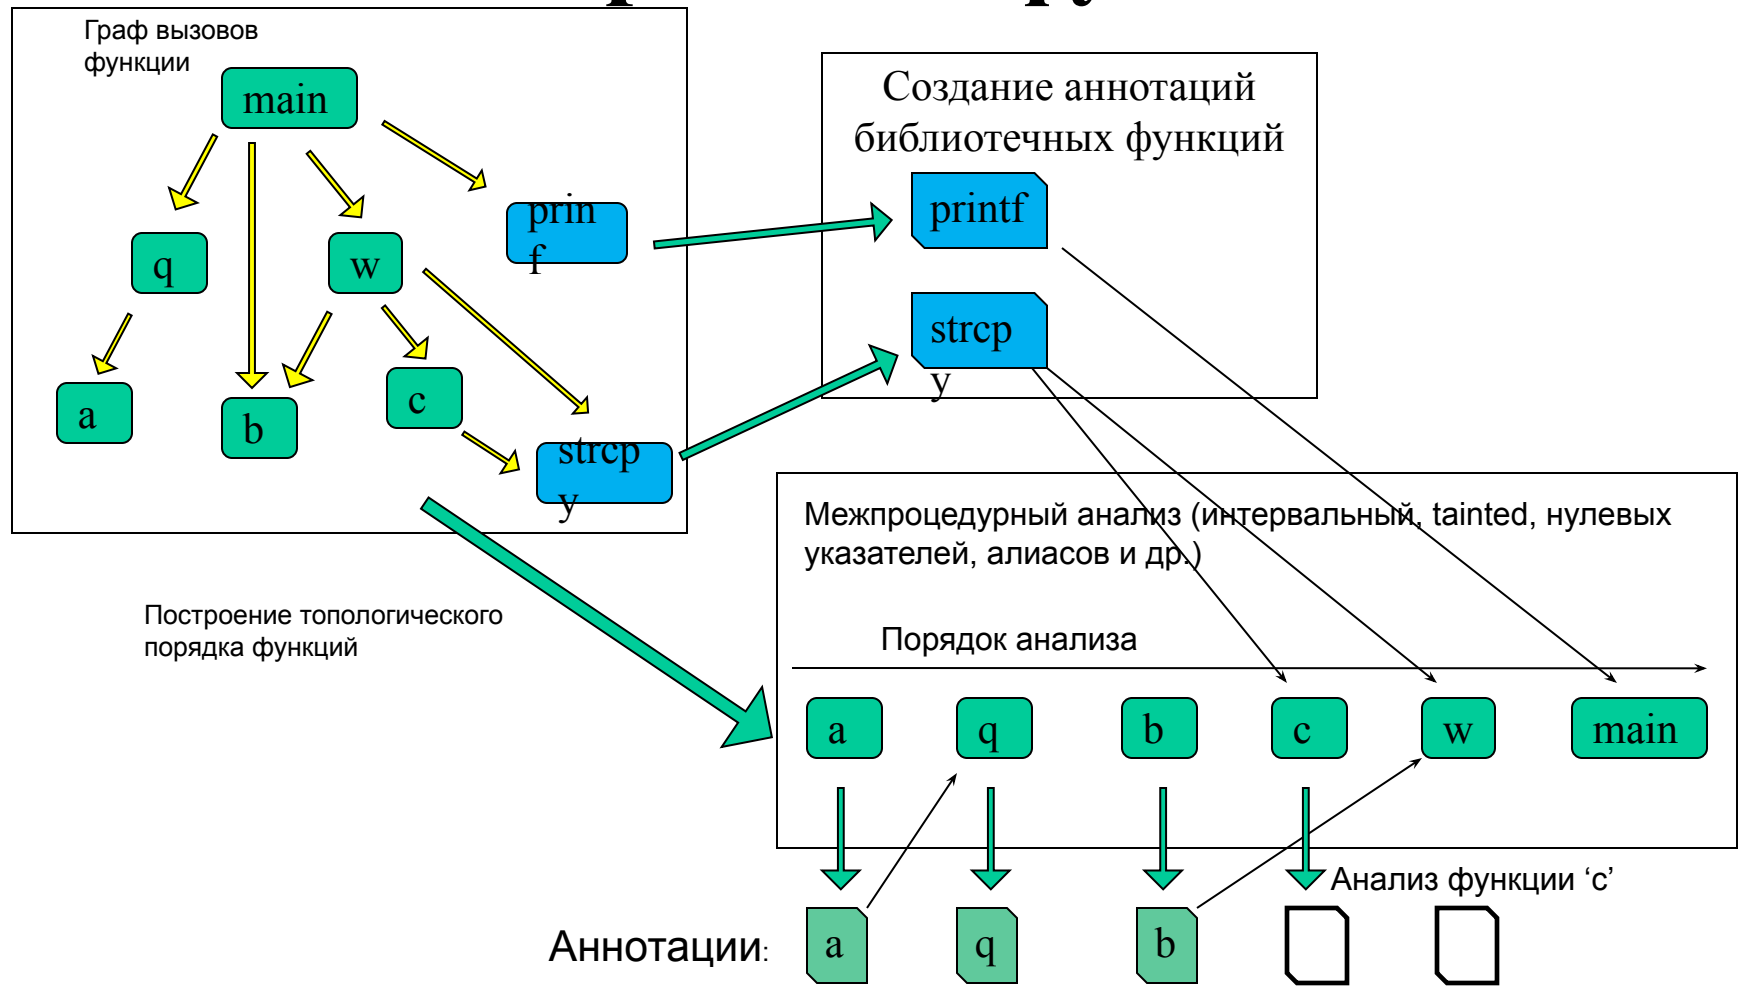 Граф вызовов
функции
main
prin
f
q
w
a
b
c
strcp
y
Создание аннотаций
библиотечных функций
printf
strcp
y
Построение топологического
порядка функций
Межпроцедурный анализ (интервальный, tainted, нулевых
указателей, алиасов и др.)
Порядок анализа
a
q
b
c
w
main
Анализ функции ‘c’
Аннотации:
a
q
b